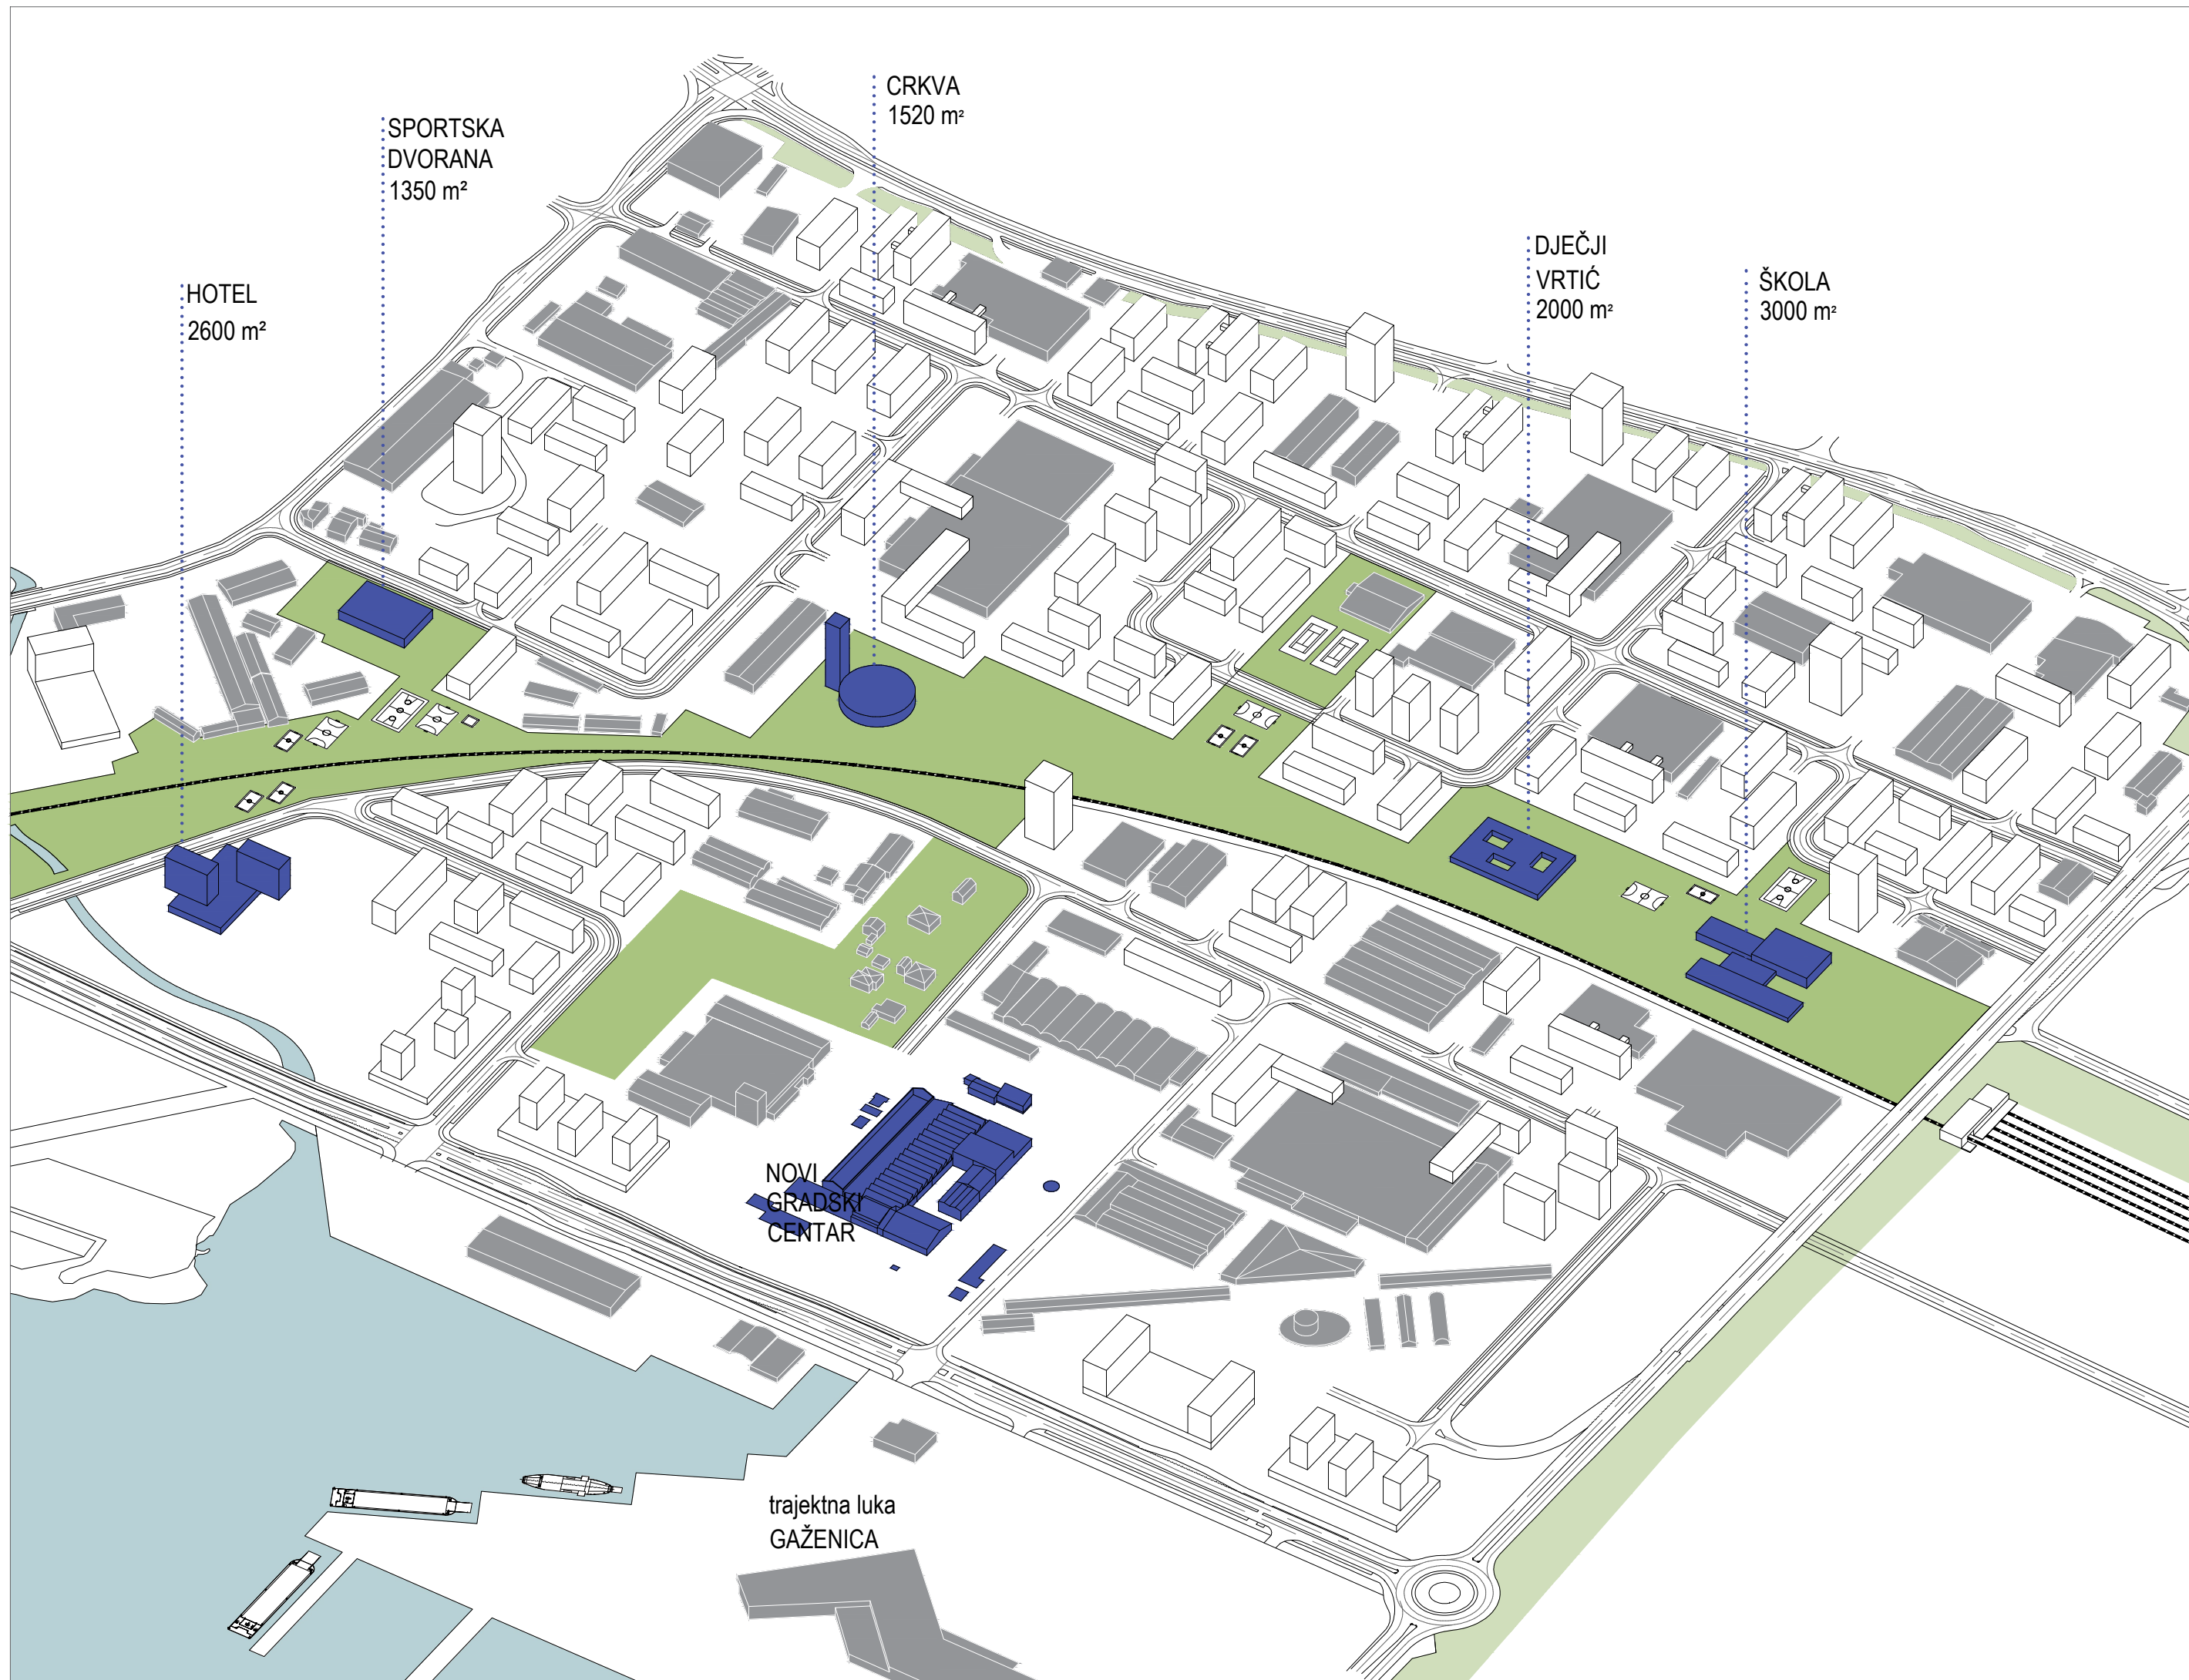 CRKVA
1520 m²
SPORTSKA
DVORANA
1350 m²
DJEČJI
VRTIĆ
2000 m²
ŠKOLA
3000 m²
HOTEL
2600 m²
NOVI
GRADSKI
CENTAR
trajektna luka
GAŽENICA